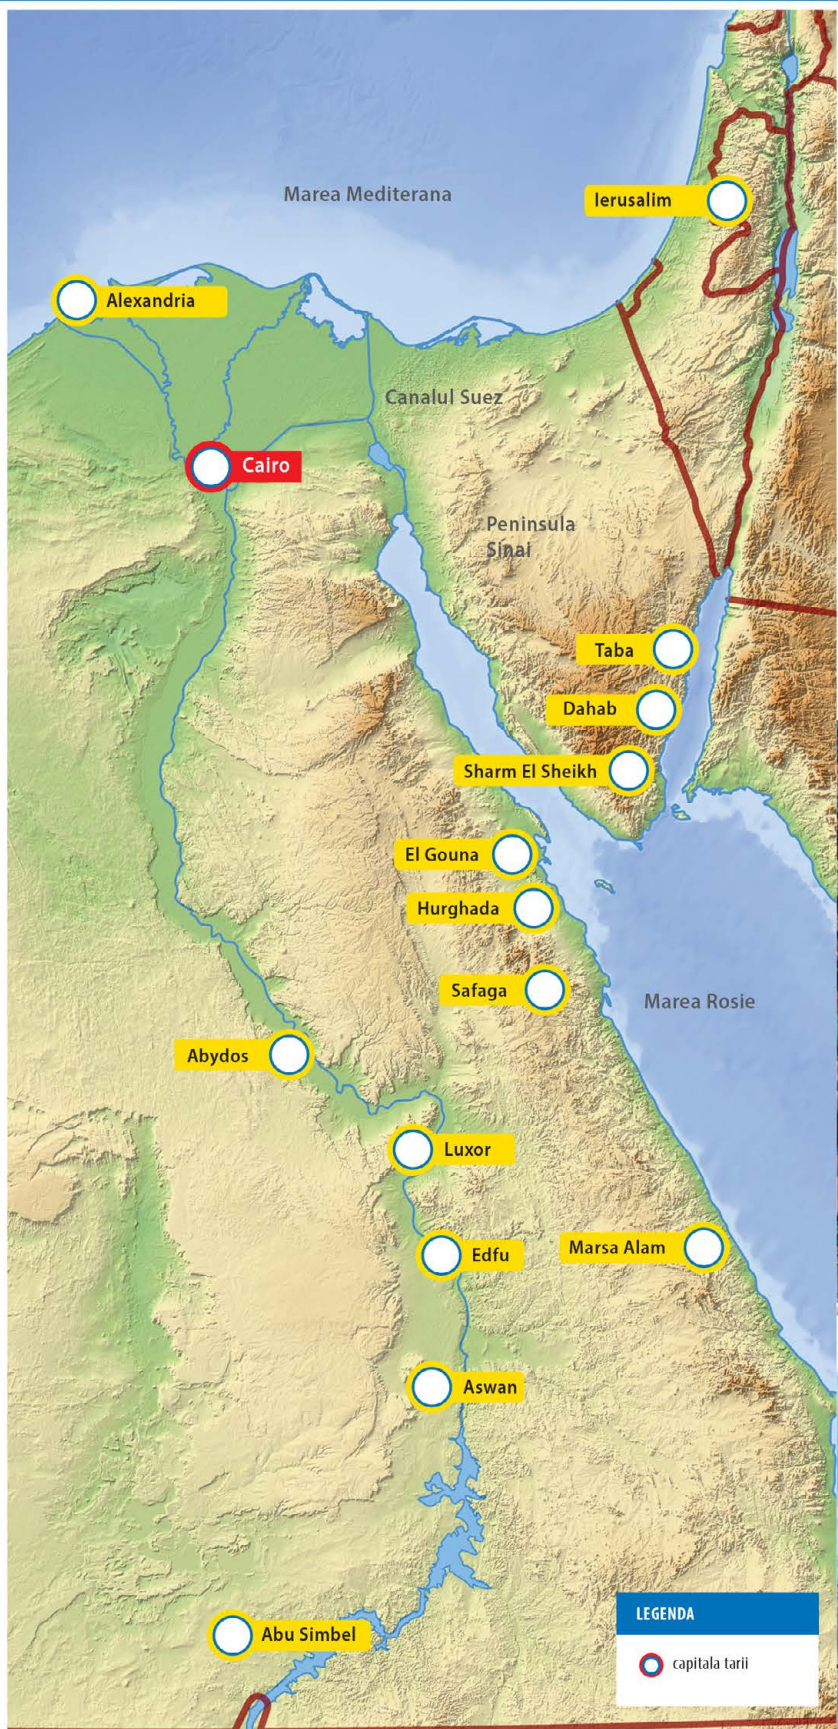 Marea Mediterana
Ierusalim
Alexandria
Canalul Suez
Cairo
Peninsula
Sinai
Taba
Dahab
Sharm El Sheikh
El Gouna
Hurghada
Safaga
Marea Rosie
Abydos
Luxor
Marsa Alam
Edfu
Aswan
Abu Simbel
LEGENDA
capitala tarii